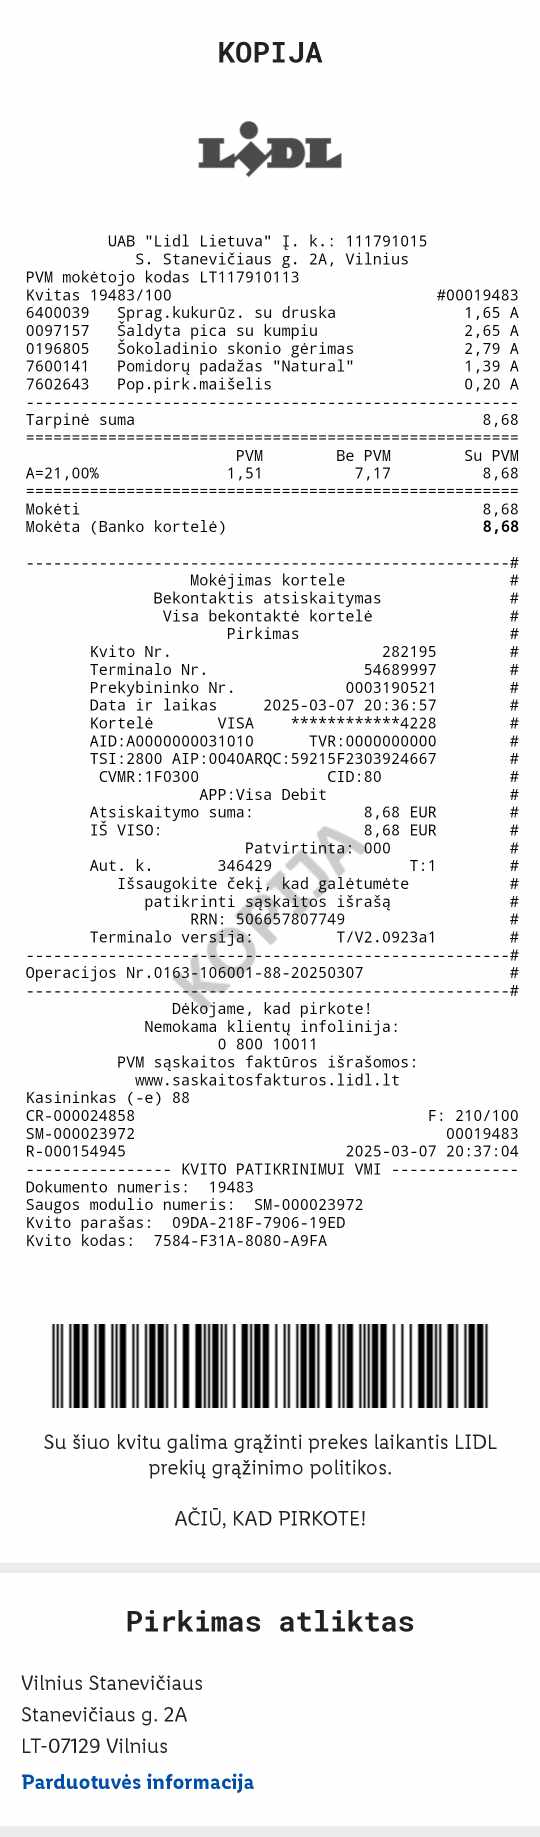 KOPIJA
LIDL
UAB "Lidl Lietuva" Į. k.: 111791015
S. Stanevičiaus g. 2A, Vilnius
PVM mokėtojo kodas LT117910113
Kvitas 19483/100 #00019483
6400039 Sprag.kukurūz. su druska 1,65 A
0097157 Šaldyta pica su kumpiu 2,65 A
0196805 Šokoladinio skonio gėrimas 2,79 A
7600141 Pomidorų padažas "Natural" 1,39 A
7602643 Pop.pirk.maišelis 0,20 A
------------------------------------------------------
Tarpinė suma 8,68
======================================================
PVM Be PVM Su PVM
A=21,00% 1,51 7,17 8,68
======================================================
Mokėti 8,68
Mokėta (Banko kortelė) 8,68
-----------------------------------------------------#
Mokėjimas kortele #
Bekontaktis atsiskaitymas #
Visa bekontaktė kortelė #
Pirkimas #
Kvito Nr. 282195 #
Terminalo Nr. 54689997 #
Prekybininko Nr. 0003190521 #
Data ir laikas 2025-03-07 20:36:57 #
Kortelė VISA ************4228 #
AID:A0000000031010 TVR:0000000000 #
TSI:2800 AIP:0040ARQC:59215F2303924667 #
CVMR:1F0300 CID:80 #
APP:Visa Debit #
Atsiskaitymo suma: 8,68 EUR #
IŠ VISO: 8,68 EUR #
Patvirtinta: 000 #
Aut. k. 346429 T:1 #
Išsaugokite čekį, kad galėtumėte #
patikrinti sąskaitos išrašą #
RRN: 506657807749 #
Terminalo versija: T/V2.0923a1 #
-----------------------------------------------------#
Operacijos Nr.0163-106001-88-20250307 #
-----------------------------------------------------#
KOPIJA
Dėkojame, kad pirkote!
Nemokama klientų infolinija:
0 800 10011
PVM sąskaitos faktūros išrašomos:
www.saskaitosfakturos.lidl.lt
Kasininkas (-e) 88
CR-000024858 F: 210/100
SM-000023972 00019483
R-000154945 2025-03-07 20:37:04
---------------- KVITO PATIKRINIMUI VMI --------------
Dokumento numeris: 19483
Saugos modulio numeris: SM-000023972
Kvito parašas: 09DA-218F-7906-19ED
Kvito kodas: 7584-F31A-8080-A9FA
Su šiuo kvitu galima grąžinti prekes laikantis LIDL
prekių grąžinimo politikos.
AČIŪ, KAD PIRKOTE!
Pirkimas atliktas
Vilnius Stanevičiaus
Stanevičiaus g. 2A
LT-07129 Vilnius
Parduotuvės informacija